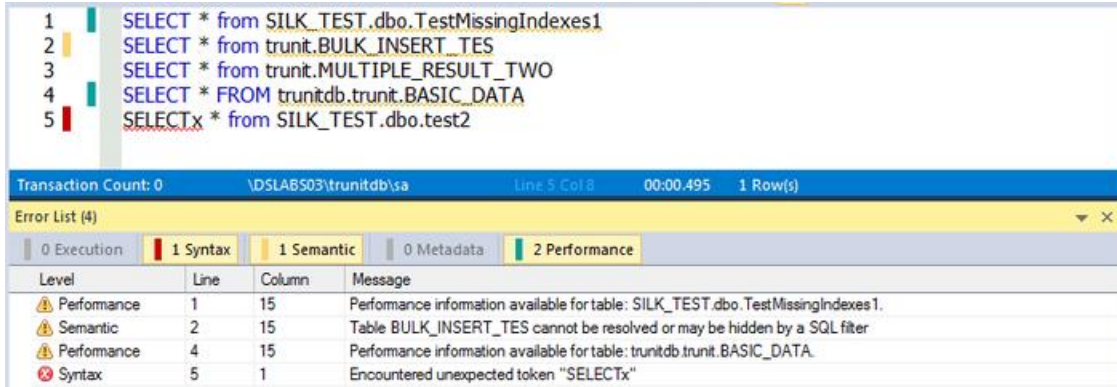 1 SELECT * from SILK_TEST.dbo.TestMissingIndexes1
2 SELECT * from trunit.BULK_INSERT_TES
3 SELECT * from trunit.MULTIPLE_RESULT_TWO
4 SELECT * FROM trunitdb.trunit.BASIC_DATA
5 SELECTx * from SILK_TEST.dbo.test2
Transaction Count: 0 \DSLABS03\trunitdb\sa Line 5 Col 8 00:00.495 1 Row(s)
Error List (4)
0 Execution 1 Syntax 1 Semantic 0 Metadata 2 Performance
Level Line Column Message
Performance 1 15 Performance information available for table: SILK_TEST.dbo.TestMissingIndexes1.
Semantic 2 15 Table BULK_INSERT_TES cannot be resolved or may be hidden by a SQL filter
Performance 4 15 Performance information available for table: trunitdb.trunit.BASIC_DATA.
Syntax 5 1 Encountered unexpected token "SELECTx"